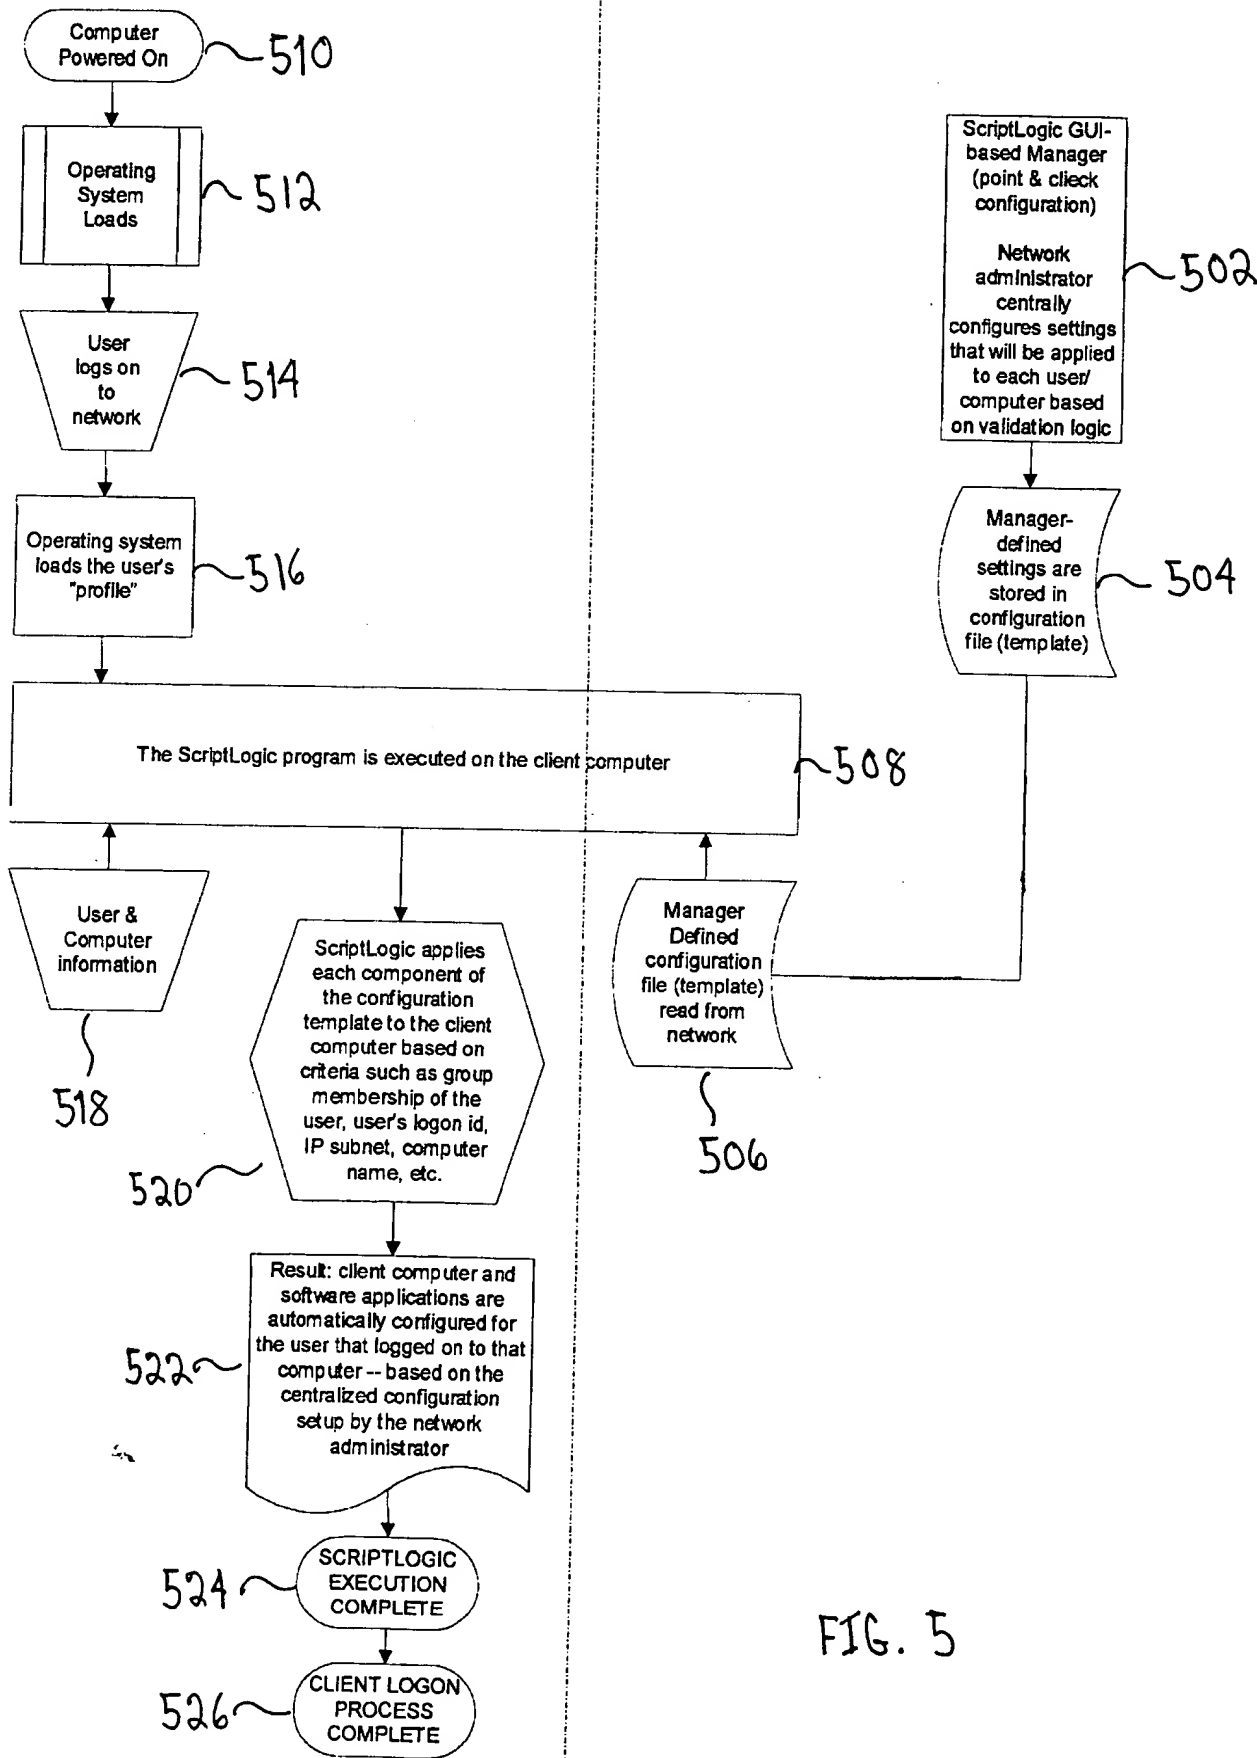 Computer
Powered On
510
Operating
System
Loads
512
User
logs on
to
network
514
Operating system
loads the user's
"profile"
516
ScriptLogic GUI-
based Manager
(point & clieck
configuration)
Network
administrator
centrally
configures settings
that will be applied
to each user/
computer based
on validation logic
502
Manager-
defined
settings are
stored in
configuration
file (template)
504
The ScriptLogic program is executed on the client computer
508
User &
Computer
information
518
Manager
Defined
configuration
file (template)
read from
network
506
ScriptLogic applies
each component of
the configuration
template to the client
computer based on
criteria such as group
membership of the
user, user's logon id,
IP subnet, computer
name, etc.
520
Result: client computer and
software applications are
automatically configured for
the user that logged on to that
computer -- based on the
centralized configuration
setup by the network
administrator
522
SCRIPTLOGIC
EXECUTION
COMPLETE
524
CLIENT LOGON
PROCESS
COMPLETE
526
FIG. 5